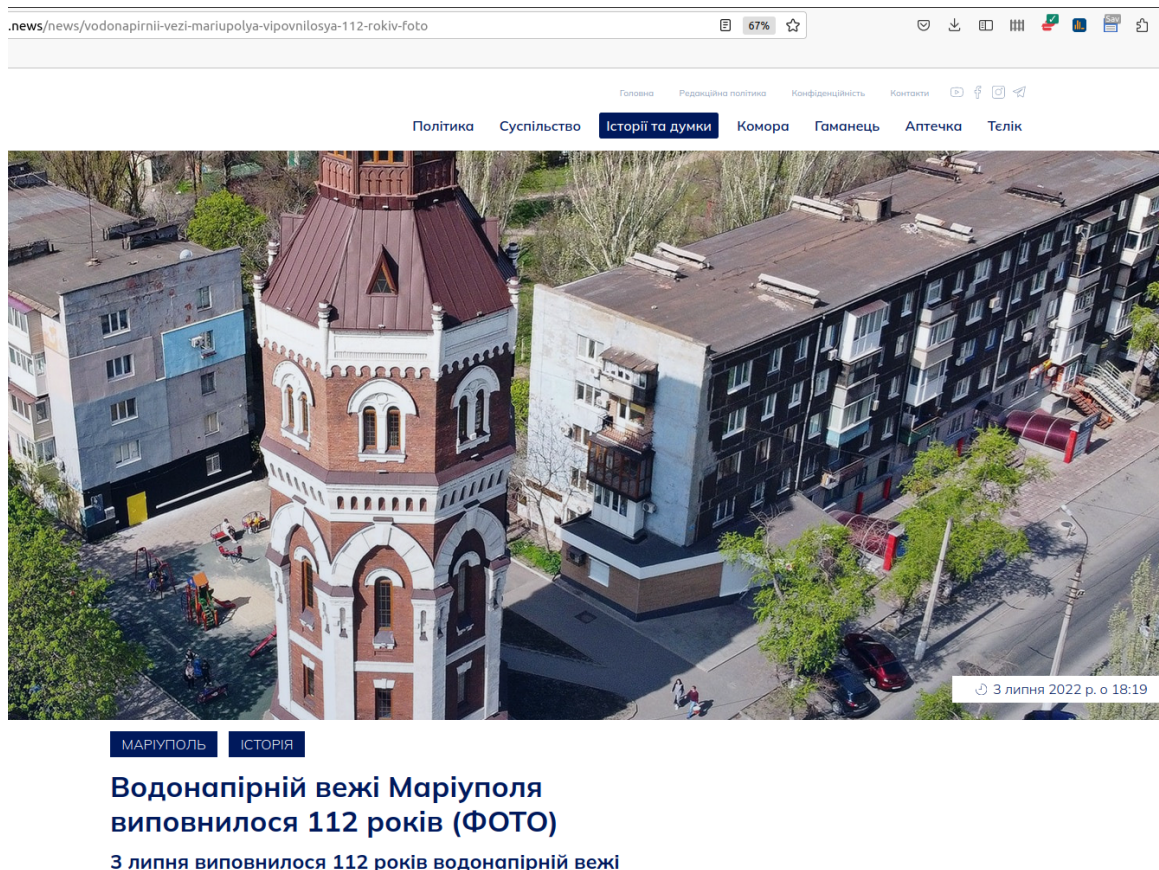 .news/news/vodonapirnii-vezi-mariupolya-vipovnilosya-112-rokiv-foto 67% Sav
Головна Редакційна політика Конфіденційність Контакти
Політика Суспільство Історії та думки Комора Гаманець Аптечка Тєлік
3 липня 2022 р. о 18:19
МАРІУПОЛЬ ІСТОРІЯ
Водонапірній вежі Маріуполя
виповнилося 112 років (ФОТО)
3 липня виповнилося 112 років водонапірній вежі